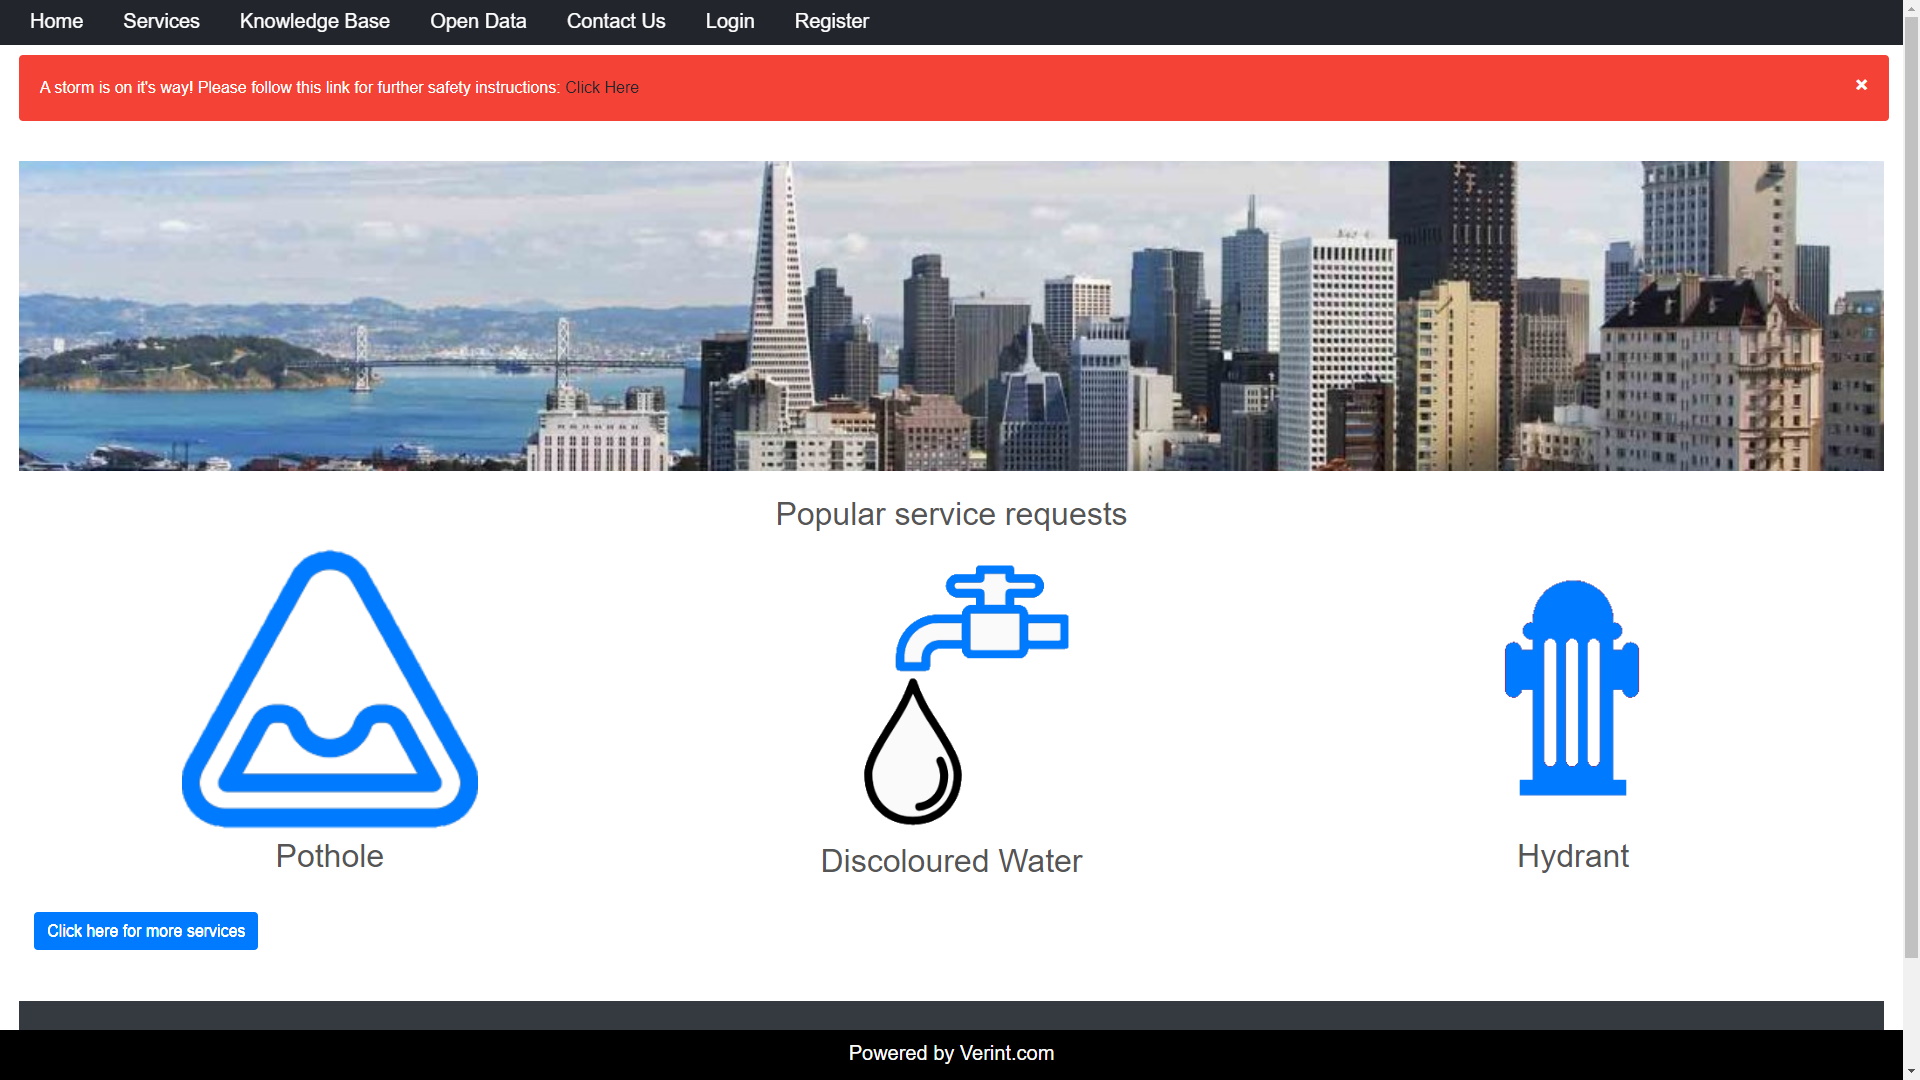 Home Services Knowledge Base Open Data Contact Us Login Register
A storm is on it's way! Please follow this link for further safety instructions: Click Here ×
Popular service requests
Pothole Discoloured Water Hydrant
Click here for more services
Powered by Verint.com